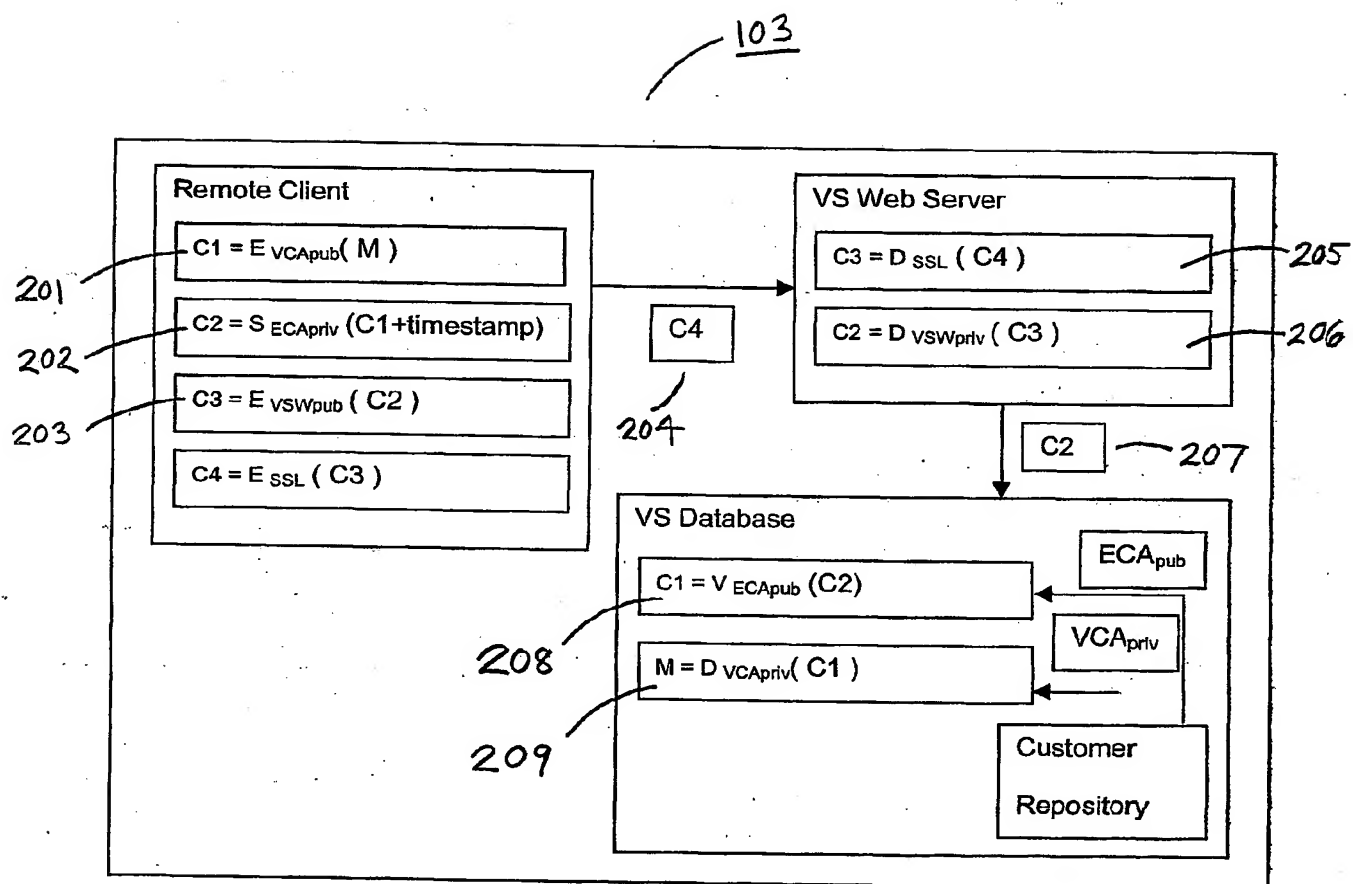 103
Remote Client
C1 = E VCApub( M )
201
C2 = S ECApriv (C1+timestamp)
202
C3 = E VSWpub ( C2 )
203
C4 = E SSL ( C3 )
C4
204
VS Web Server
C3 = D SSL ( C4 )
205
C2 = D VSWpriv ( C3 )
206
C2
207
VS Database
ECApub
C1 = V ECApub (C2)
208
VCApriv
M = D VCApriv( C1 )
209
Customer
Repository